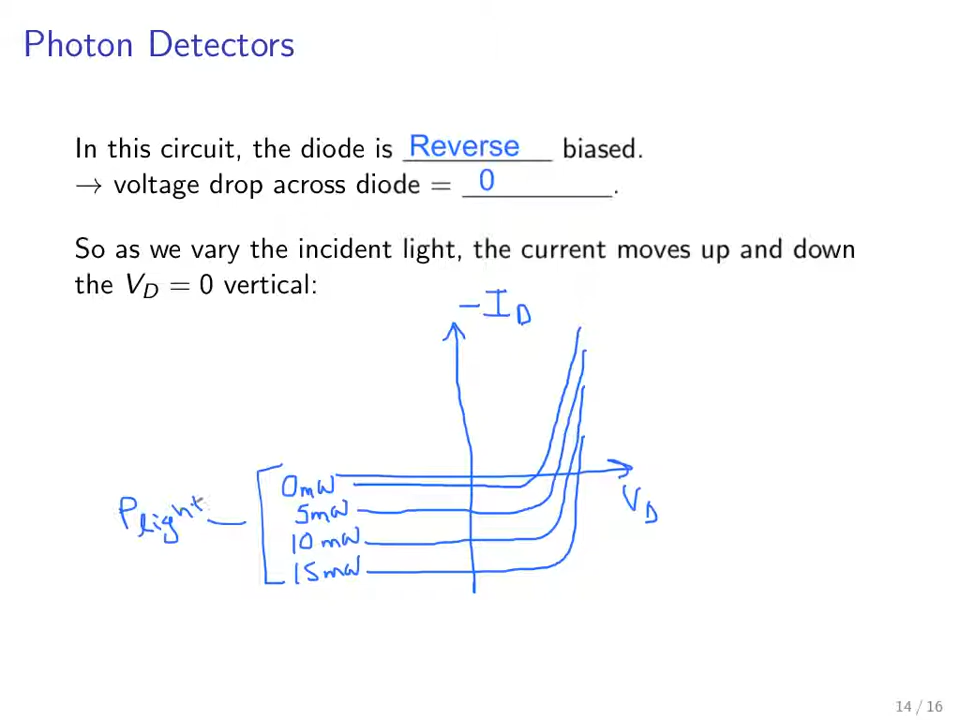 Photon Detectors
In this circuit, the diode is Reverse biased.
→ voltage drop across diode = 0 .
So as we vary the incident light, the current moves up and down
the V_D = 0 vertical:
-I_D
0mW
5mW
10mW
15mW
P_light
V_D
14 / 16